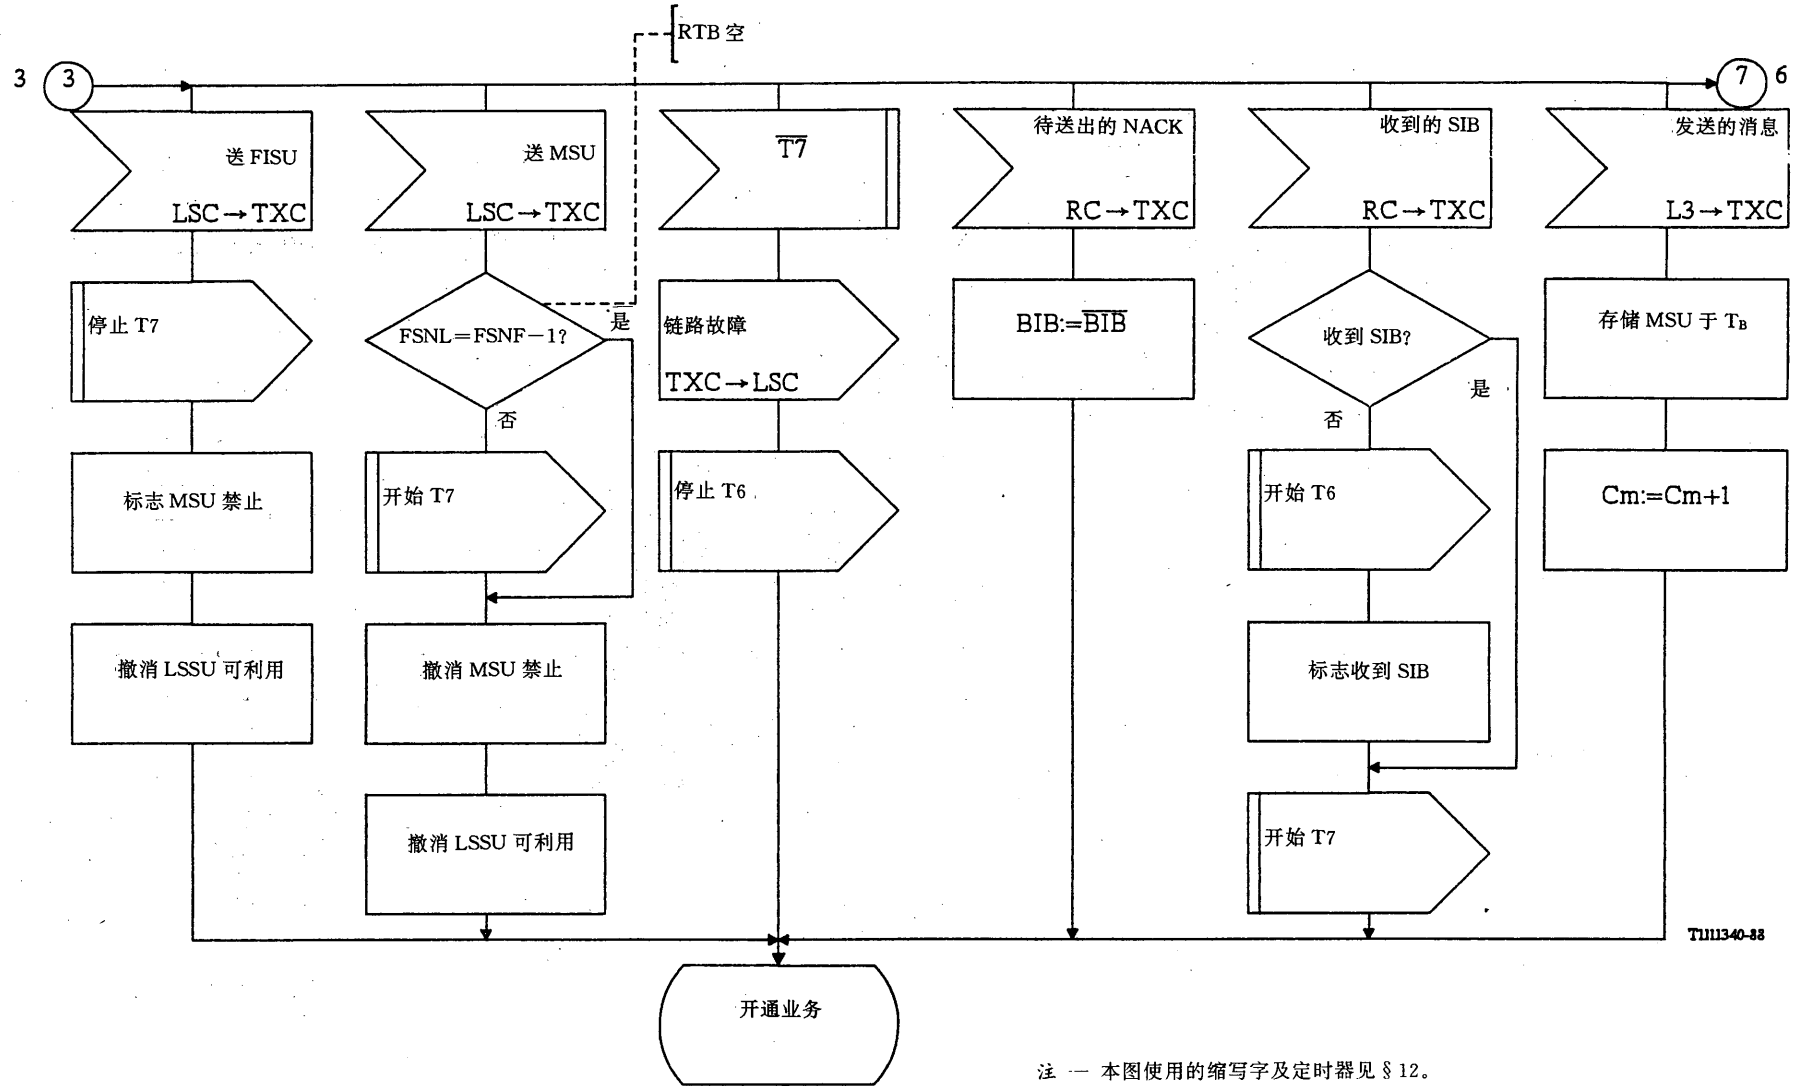 RTB 空
3
3
7
6
送 FISU
LSC→TXC
送 MSU
LSC→TXC
T7
待送出的 NACK
RC→TXC
收到的 SIB
RC→TXC
发送的消息
L3→TXC
停止 T7
FSNL=FSNF-1?
是
否
链路故障
TXC→LSC
BIB:=BIB
收到 SIB?
是
否
存储 MSU 于 TB
标志 MSU 禁止
开始 T7
停止 T6
开始 T6
Cm:=Cm+1
撤消 LSSU 可利用
撤消 MSU 禁止
标志收到 SIB
撤消 LSSU 可利用
开始 T7
T1111340-88
开通业务
注 — 本图使用的缩写字及定时器见 § 12。